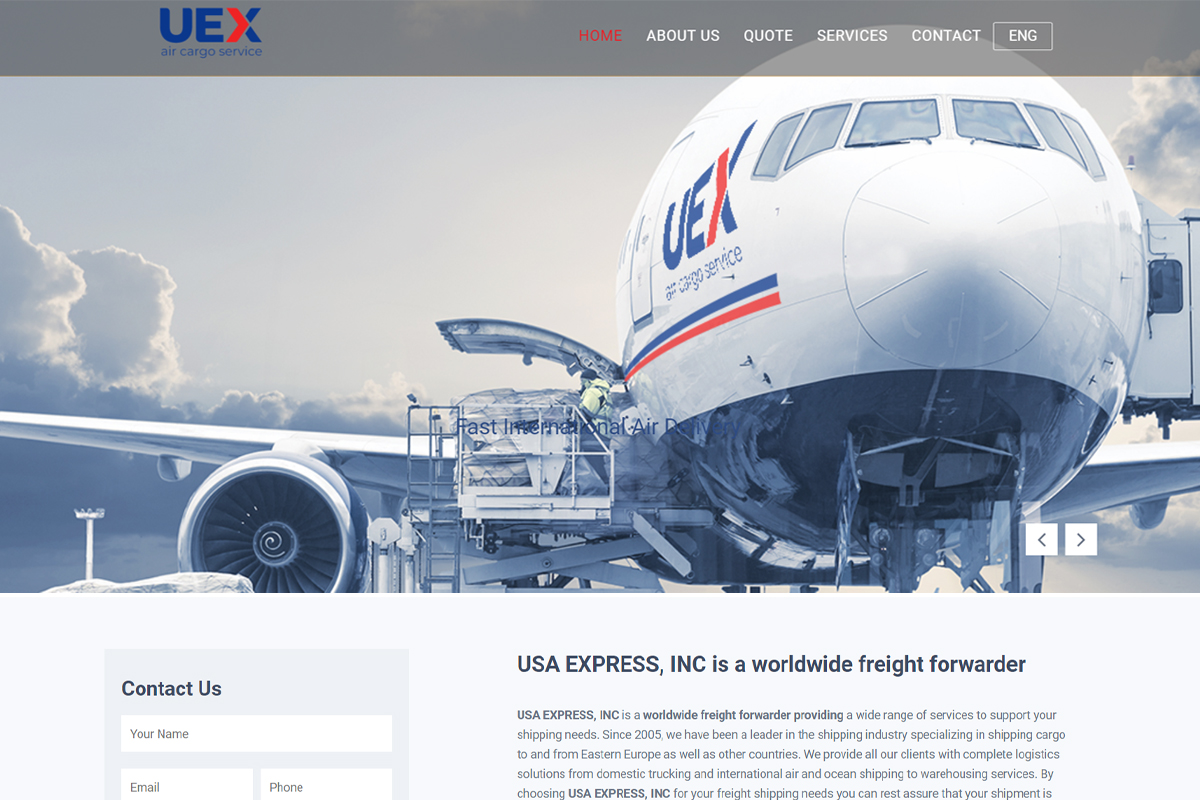 UEX
air cargo service
HOME ABOUT US QUOTE SERVICES CONTACT ENG
UEX
air cargo service
Fast International Air Delivery
USA EXPRESS, INC is a worldwide freight forwarder
Contact Us
Your Name
Email Phone
USA EXPRESS, INC is a worldwide freight forwarder providing a wide range of services to support your
shipping needs. Since 2005, we have been a leader in the shipping industry specializing in shipping cargo
to and from Eastern Europe as well as other countries. We provide all our clients with complete logistics
solutions from domestic trucking and international air and ocean shipping to warehousing services. By
choosing USA EXPRESS, INC for your freight shipping needs you can rest assure that your shipment is